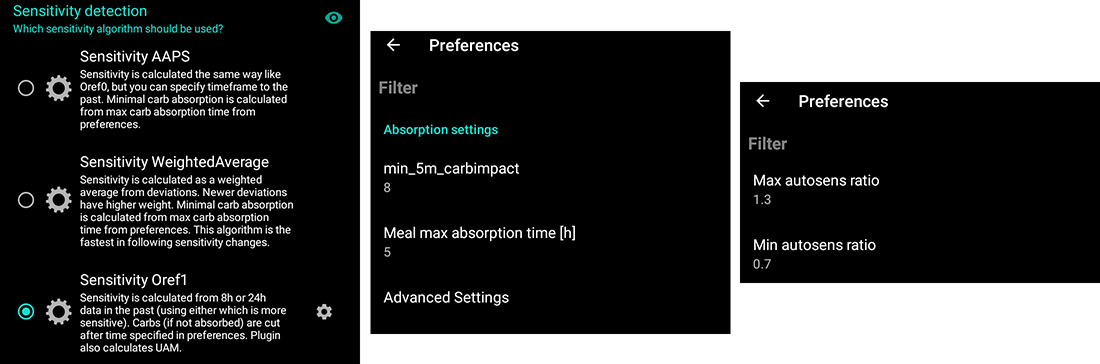 Sensitivity detection
Which sensitivity algorithm should be used?
Sensitivity AAPS
Sensitivity is calculated the same way like
Oref0, but you can specify timeframe to the
past. Minimal carb absorption is calculated
from max carb absorption time from
preferences.
Sensitivity WeightedAverage
Sensitivity is calculated as a weighted
average from deviations. Newer deviations
have higher weight. Minimal carb absorption
is calculated from max carb absorption
time from preferences. This algorithm is the
fastest in following sensitivity changes.
Sensitivity Oref1
Sensitivity is calculated from 8h or 24h
data in the past (using either which is more
sensitive). Carbs (if not absorbed) are cut
after time specified in preferences. Plugin
also calculates UAM.
Preferences
Filter
Absorption settings
min_5m_carbimpact
8
Meal max absorption time [h]
5
Advanced Settings
Preferences
Filter
Max autosens ratio
1.3
Min autosens ratio
0.7